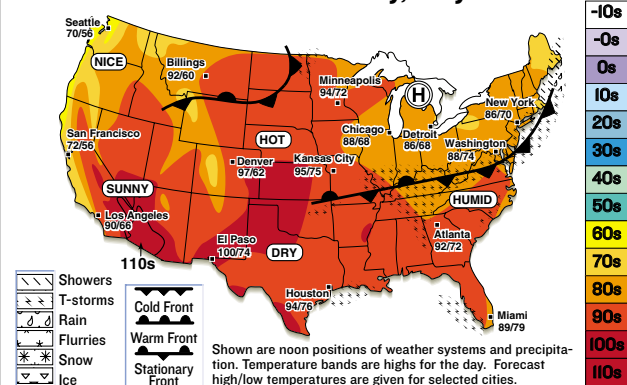 Seattle
70/56
NICE
Billings
92/60
Minneapolis
94/72
H
New York
86/70
San Francisco
72/56
HOT
Chicago
88/68
Detroit
86/68
Washington
88/74
Denver
97/62
Kansas City
95/75
SUNNY
HUMID
Los Angeles
90/66
110s
El Paso
100/74
DRY
Atlanta
92/72
Houston
94/76
Miami
89/79
Showers
T-storms
Rain
Flurries
Snow
Ice
Cold Front
Warm Front
Stationary
Front
Shown are noon positions of weather systems and precipita-
tion. Temperature bands are highs for the day. Forecast
high/low temperatures are given for selected cities.
-10s
-0s
0s
10s
20s
30s
40s
50s
60s
70s
80s
90s
100s
110s